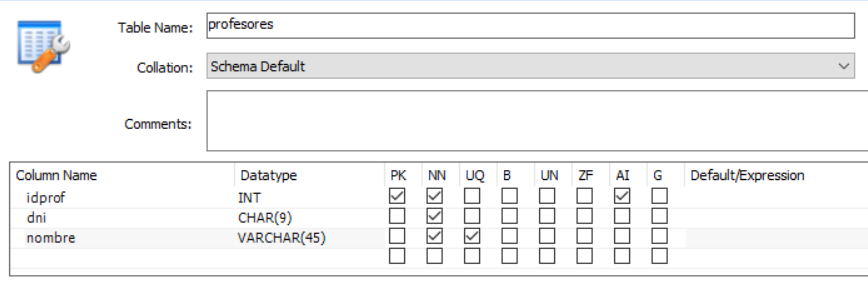 Table Name: profesores
Collation: Schema Default
Comments:
Column Name Datatype PK NN UQ B UN ZF AI G Default/Expression
idprof INT
dni CHAR(9)
nombre VARCHAR(45)